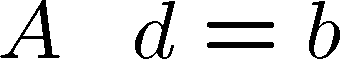 A d = b